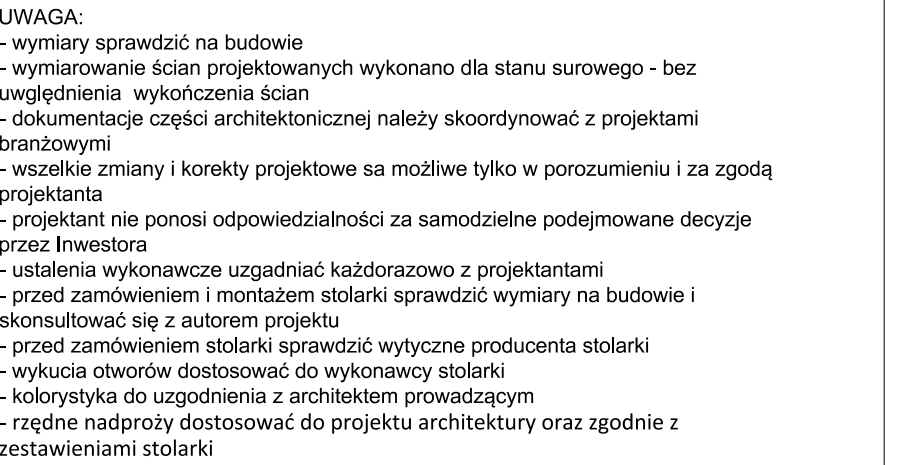 UWAGA:
- wymiary sprawdzić na budowie
- wymiarowanie ścian projektowanych wykonano dla stanu surowego - bez
uwględnienia  wykończenia ścian
- dokumentacje części architektonicznej należy skoordynować z projektami
branżowymi
- wszelkie zmiany i korekty projektowe sa możliwe tylko w porozumieniu i za zgodą
projektanta
- projektant nie ponosi odpowiedzialności za samodzielne podejmowane decyzje
przez Inwestora
- ustalenia wykonawcze uzgadniać każdorazowo z projektantami
- przed zamówieniem i montażem stolarki sprawdzić wymiary na budowie i
skonsultować się z autorem projektu
- przed zamówieniem stolarki sprawdzić wytyczne producenta stolarki
- wykucia otworów dostosować do wykonawcy stolarki
- kolorystyka do uzgodnienia z architektem prowadzącym
- rzędne nadproży dostosować do projektu architektury oraz zgodnie z
zestawieniami stolarki